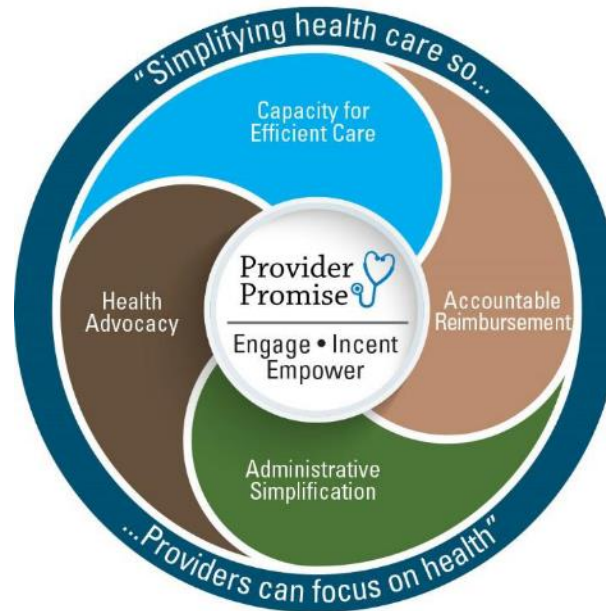 “Simplifying health care so...
Capacity for
Efficient Care
Provider
Promise
Engage • Incent
Empower
Health
Advocacy
Accountable
Reimbursement
Administrative
Simplification
...Providers can focus on health”